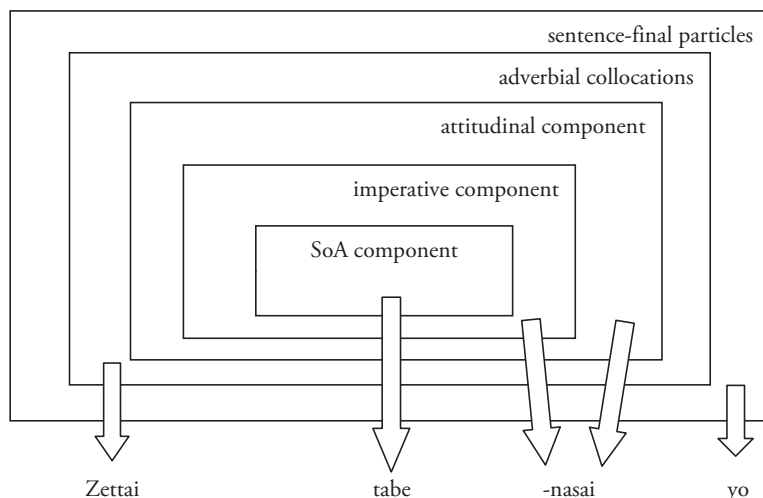 sentence-final particles
adverbial collocations
attitudinal component
imperative component
SoA component
Zettai tabe -nasai yo